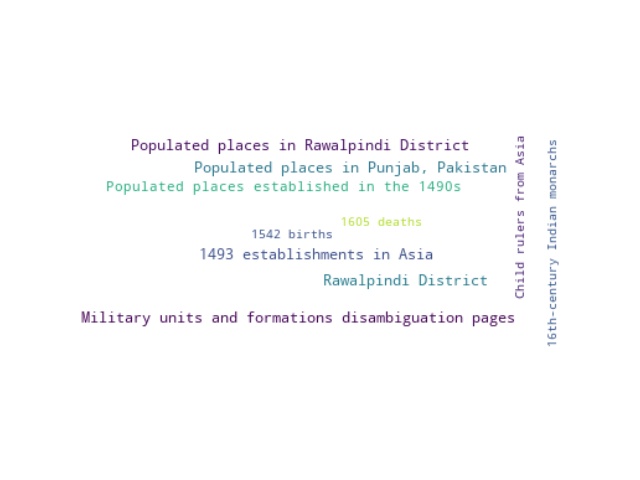 Populated places in Rawalpindi District
Populated places in Punjab, Pakistan
Populated places established in the 1490s
1605 deaths
1542 births
1493 establishments in Asia
Rawalpindi District
Military units and formations disambiguation pages
Child rulers from Asia
16th-century Indian monarchs